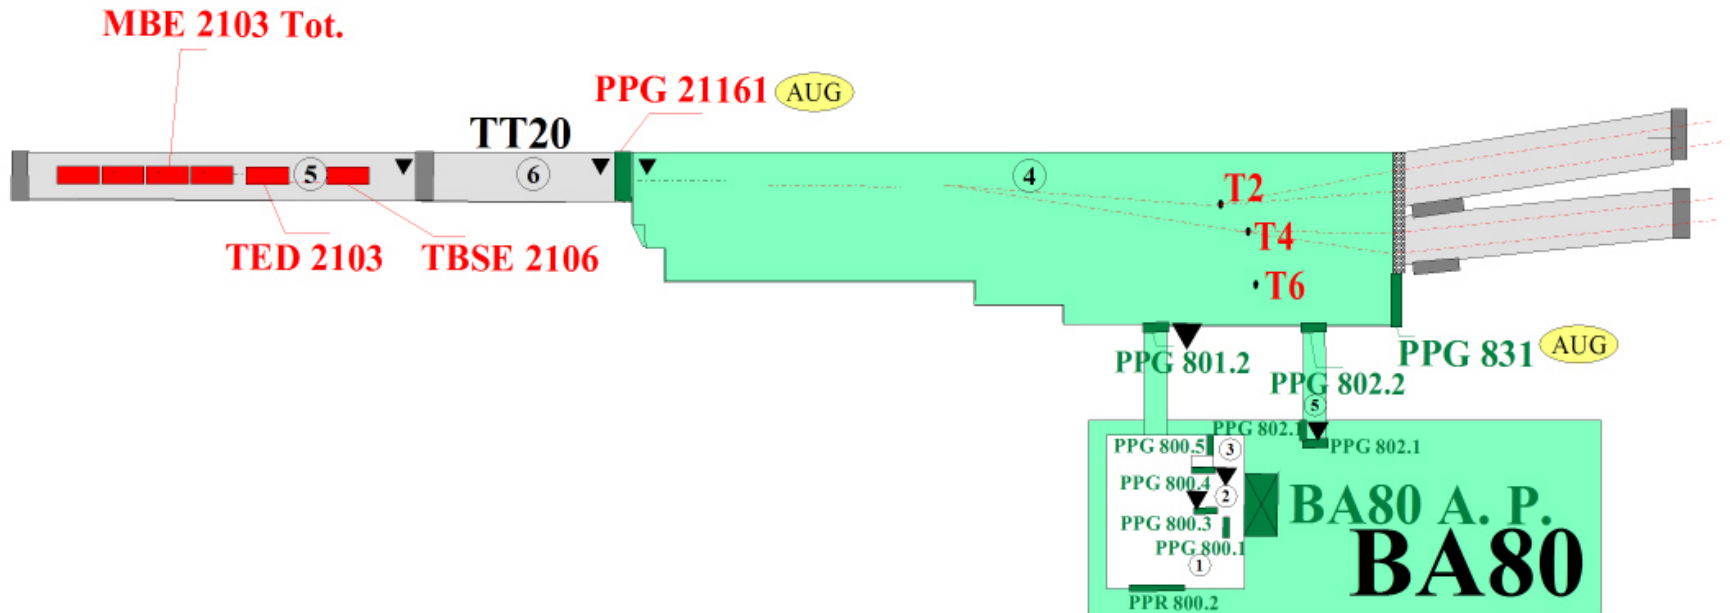 MBE 2103 Tot.
PPG 21161 AUG
TT20
5
6
4
T2
T4
T6
TED 2103
TBSE 2106
PPG 801.2
PPG 802.2
PPG 831 AUG
5
PPG 802.1
PPG 802.1
PPG 800.5
3
PPG 800.4
2
PPG 800.3
PPG 800.1
1
PPR 800.2
BA80 A. P.
BA80